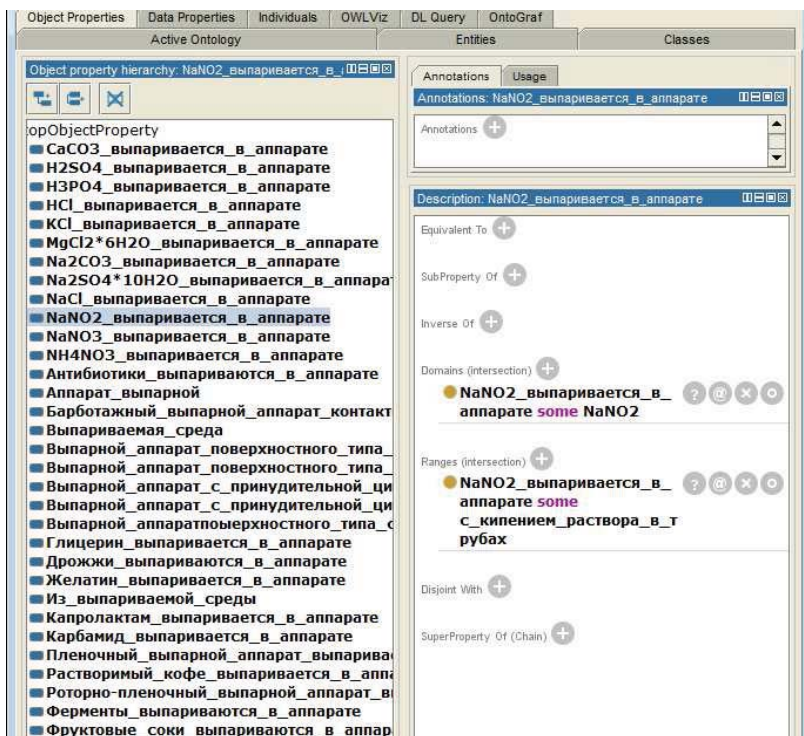 Object Properties Data Properties Individuals OWLViz DL Query OntoGraf
Active Ontology Entities Classes
Object property hierarchy: NaNO2_выпаривается_в_
topObjectProperty
CaCO3_выпаривается_в_аппарате
H2SO4_выпаривается_в_аппарате
H3PO4_выпаривается_в_аппарате
HCl_выпаривается_в_аппарате
KCl_выпаривается_в_аппарате
MgCl2*6H2O_выпаривается_в_аппарате
Na2CO3_выпаривается_в_аппарате
Na2SO4*10H2O_выпаривается_в_аппарат
NaCl_выпаривается_в_аппарате
NaNO2_выпаривается_в_аппарате
NaNO3_выпаривается_в_аппарате
NH4NO3_выпаривается_в_аппарате
Антибиотики_выпариваются_в_аппарате
Аппарат_выпарной
Барботажный_выпарной_аппарат_контакт
Выпариваемая_среда
Выпарной_аппарат_поверхностного_типа_
Выпарной_аппарат_поверхностного_типа_
Выпарной_аппарат_с_принудительной_ци
Выпарной_аппарат_с_принудительной_ци
Выпарной_аппаратпоыерхностного_типа_с
Глицерин_выпаривается_в_аппарате
Дрожжи_выпариваются_в_аппарате
Желатин_выпаривается_в_аппарате
Из_выпариваемой_среды
Капролактам_выпаривается_в_аппарате
Карбамид_выпаривается_в_аппарате
Пленочный_выпарной_аппарат_выпарива
Растворимый_кофе_выпаривается_в_аппа
Роторно-пленочный_выпарной_аппарат_в
Ферменты_выпариваются_в_аппарате
Фруктовые_соки_выпариваются_в_аппар
Annotations Usage
Annotations: NaNO2_выпаривается_в_аппарате
Annotations
Description: NaNO2_выпаривается_в_аппарате
Equivalent To
SubProperty Of
Inverse Of
Domains (intersection)
NaNO2_выпаривается_в_
аппарате some NaNO2
Ranges (intersection)
NaNO2_выпаривается_в_
аппарате some
с_кипением_раствора_в_т
рубах
Disjoint With
SuperProperty Of (Chain)